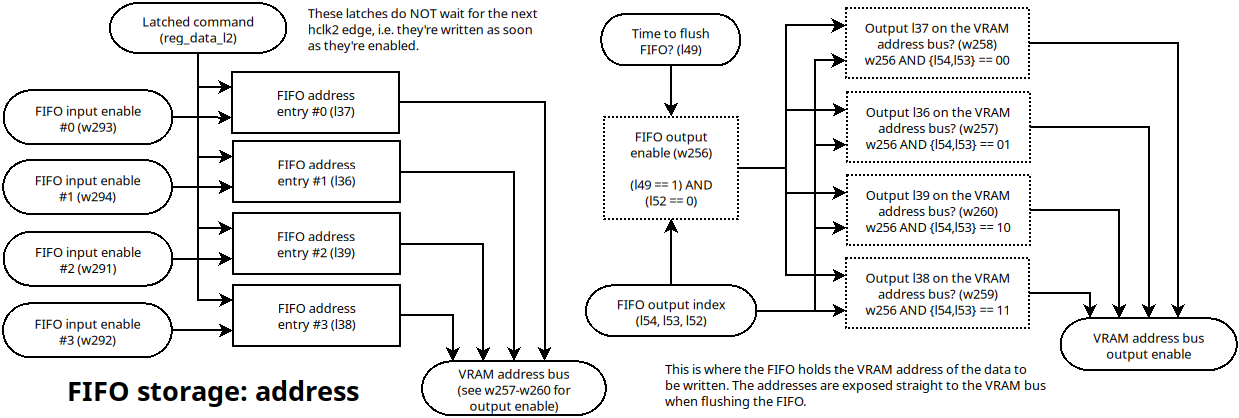 Latched command
(reg_data_l2)
These latches do NOT wait for the next
hclk2 edge, i.e. they're written as soon
as they're enabled.
FIFO input enable
#0 (w293)
FIFO address
entry #0 (l37)
FIFO input enable
#1 (w294)
FIFO address
entry #1 (l36)
FIFO input enable
#2 (w291)
FIFO address
entry #2 (l39)
FIFO input enable
#3 (w292)
FIFO address
entry #3 (l38)
VRAM address bus
(see w257-w260 for
output enable)
FIFO storage: address
Time to flush
FIFO? (l49)
FIFO output
enable (w256)
(l49 == 1) AND
(l52 == 0)
FIFO output index
(l54, l53, l52)
Output l37 on the VRAM
address bus? (w258)
w256 AND {l54,l53} == 00
Output l36 on the VRAM
address bus? (w257)
w256 AND {l54,l53} == 01
Output l39 on the VRAM
address bus? (w260)
w256 AND {l54,l53} == 10
Output l38 on the VRAM
address bus? (w259)
w256 AND {l54,l53} == 11
VRAM address bus
output enable
This is where the FIFO holds the VRAM address of the data to
be written. The addresses are exposed straight to the VRAM bus
when flushing the FIFO.